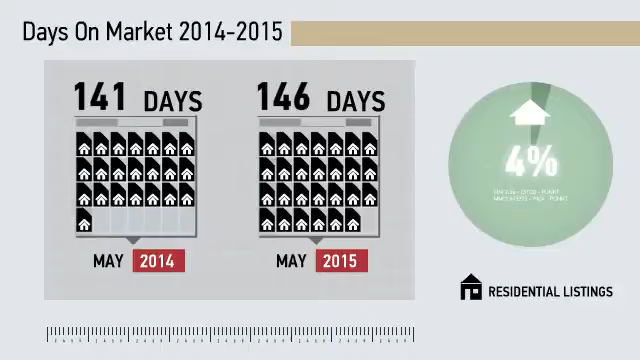 Days On Market 2014-2015
141 DAYS
146 DAYS
4%
MAY 2014
MAY 2015
RESIDENTIAL LISTINGS